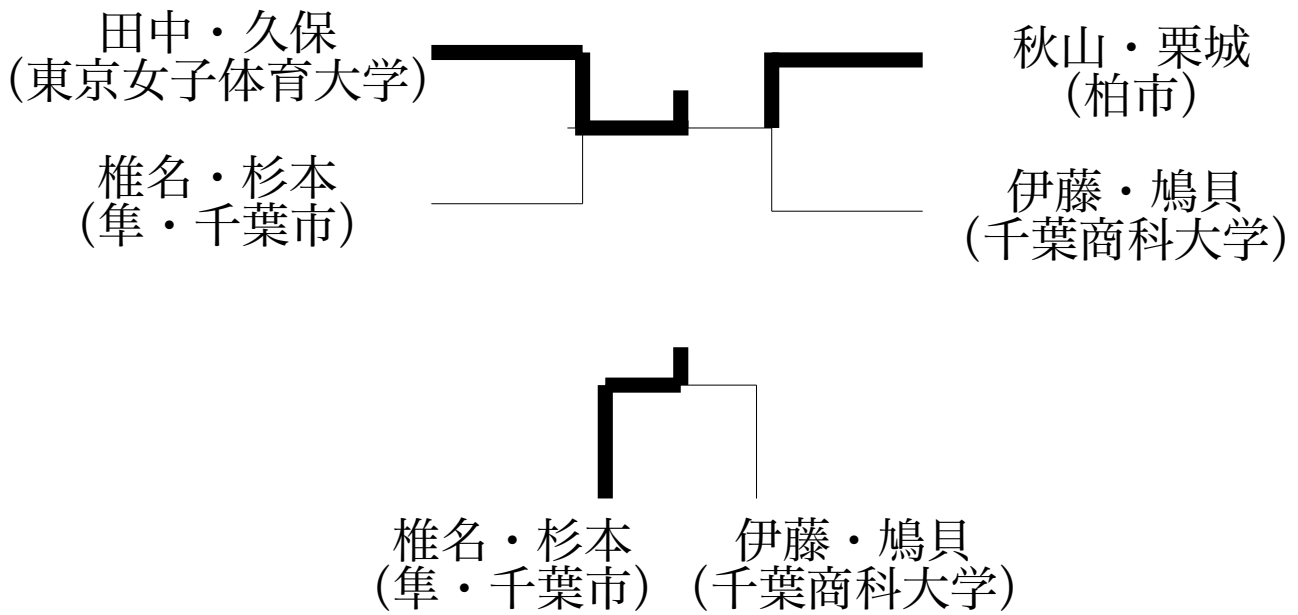 田中・久保
(東京女子体育大学)
秋山・栗城
(柏市)
椎名・杉本
(隼・千葉市)
伊藤・鳰貝
(千葉商科大学)
椎名・杉本
(隼・千葉市)
伊藤・鳰貝
(千葉商科大学)